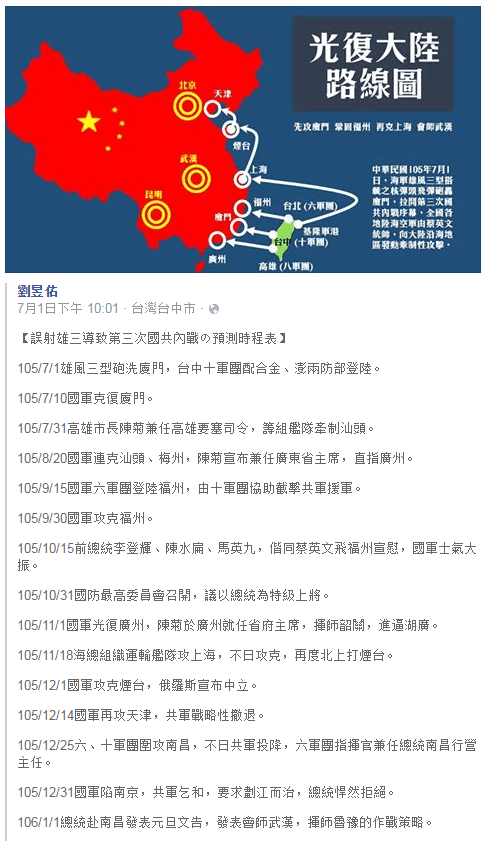 光復大陸
路線圖
先攻廈門 鞏固福州 再克上海 會師武漢
北京
天津
煙台
武漢
上海
昆明
福州
台北(六軍團)
廈門
基隆軍港
台中(十軍團)
廣州
高雄(八軍團)
中華民國105年7月1
日，海軍雄風三型搭
載之核彈頭飛彈砲轟
廈門，拉開第三次國
共內戰序幕，全國各
地陸海空軍由蔡英文
統帥，向大陸沿海地
區發動牽制性攻擊。
劉昱佑
7月1日下午 10:01 · 台灣台中市 ·
【誤射雄三導致第三次國共內戰の預測時程表】
105/7/1雄風三型砲洗廈門，台中十軍團配合金、澎兩防部登陸。
105/7/10國軍克復廈門。
105/7/31高雄市長陳菊兼任高雄要塞司令，籌組艦隊牽制汕頭。
105/8/20國軍連克汕頭、梅州，陳菊宣布兼任廣東省主席，直指廣州。
105/9/15國軍六軍團登陸福州，由十軍團協助截擊共軍援軍。
105/9/30國軍攻克福州。
105/10/15前總統李登輝、陳水扁、馬英九，偕同蔡英文飛福州宣慰，國軍士氣大
振。
105/10/31國防最高委員會召開，議以總統為特級上將。
105/11/1國軍光復廣州，陳菊於廣州就任省府主席，揮師韶關，進逼湖廣。
105/11/18海總組織運輸艦隊攻上海，不日攻克，再度北上打煙台。
105/12/1國軍攻克煙台，俄羅斯宣布中立。
105/12/14國軍再攻天津，共軍戰略性撤退。
105/12/25六、十軍團圍攻南昌，不日共軍投降，六軍團指揮官兼任總統南昌行營
主任。
105/12/31國軍陷南京，共軍乞和，要求劃江而治，總統悍然拒絕。
106/1/1總統赴南昌發表元旦文告，發表會師武漢，揮師魯豫的作戰策略。